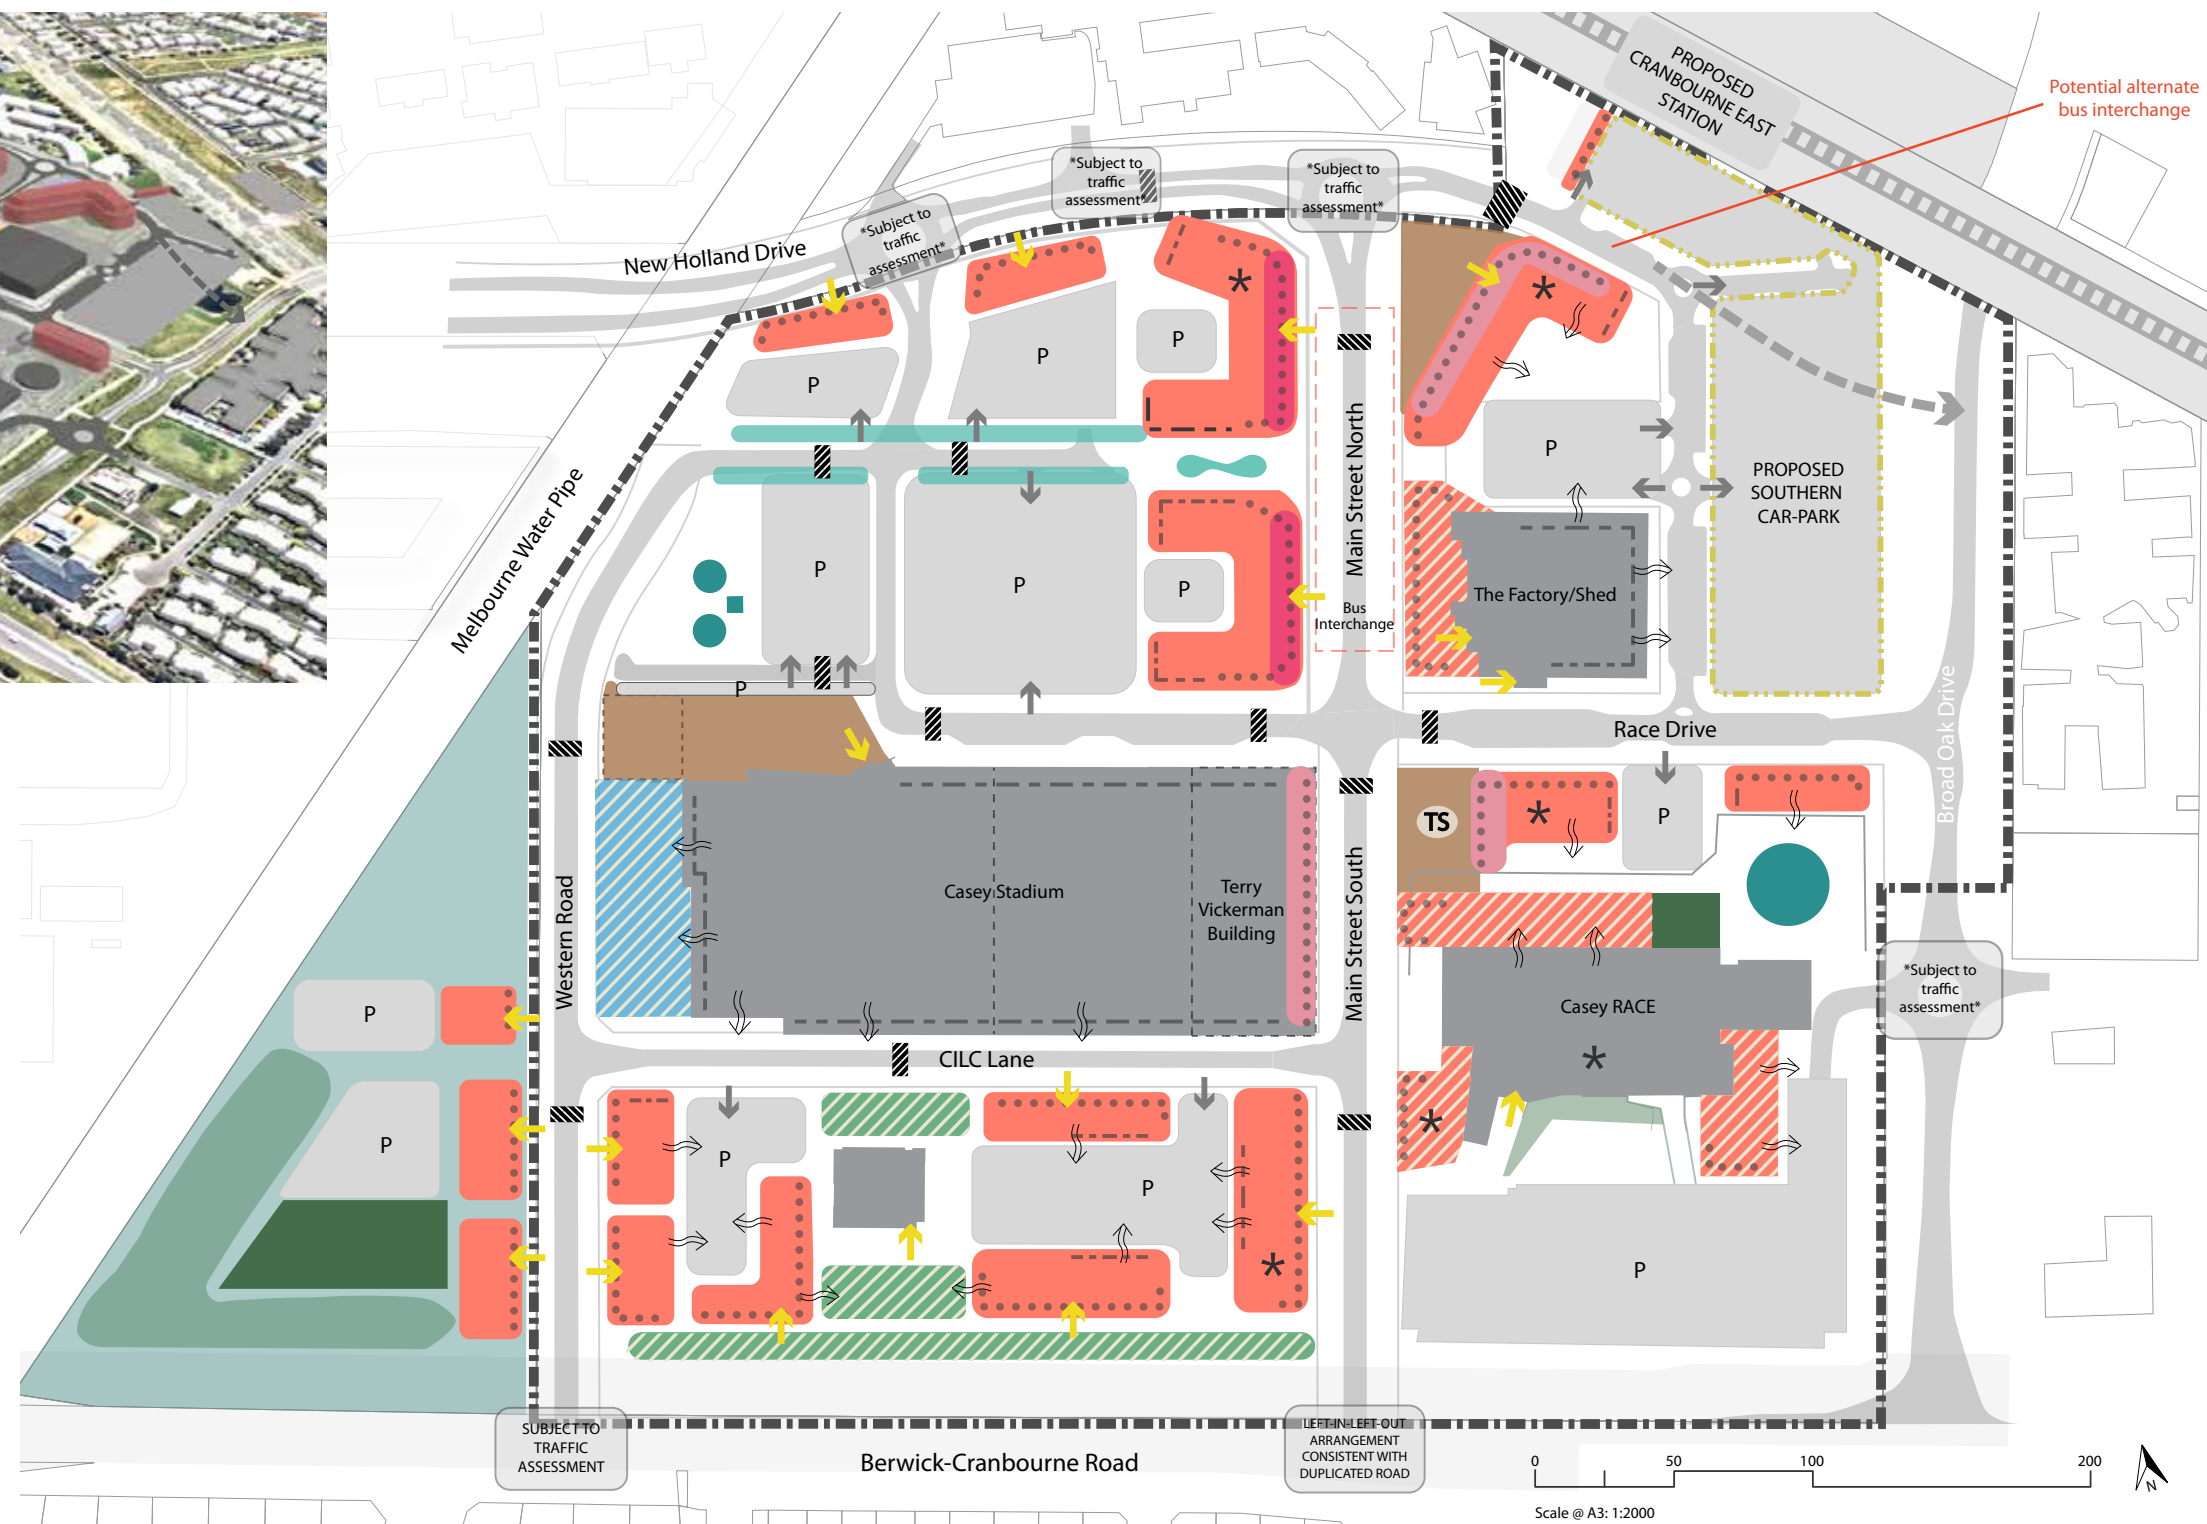 PROPOSED
CRANBOURNE EAST
STATION
Potential alternate
bus interchange
*Subject to
traffic
assessment*
*Subject to
traffic
assessment*
*Subject to
traffic
assessment*
New Holland Drive
*
*
P
P
P
P
Main Street North
PROPOSED
SOUTHERN
CAR-PARK
Melbourne Water Pipe
P
P
P
The Factory/Shed
Bus
Interchange
P
Race Drive
Broad Oak Drive
TS
*
P
Casey Stadium
Terry
Vickerman
Building
Western Road
Main Street South
*Subject to
traffic
assessment*
Casey RACE
*
P
CILC Lane
P
P
P
*
*
P
SUBJECT TO
TRAFFIC
ASSESSMENT
LEFT-IN-LEFT-OUT
ARRANGEMENT
CONSISTENT WITH
DUPLICATED ROAD
Berwick-Cranbourne Road
0 50 100 200
N
Scale @ A3: 1:2000